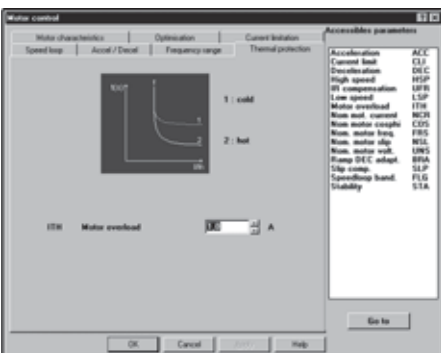 Motor control
Motor characteristics Optimisation Current limitation
Speed loop Accel / Decel Frequency range Thermal protection
1 : cold
2 : hot
1
2
ITH Motor overload A
OK Cancel Help
Accessibles parameters
Acceleration ACC
Current limit CLI
Deceleration DEC
High speed HSP
IR compensation UFR
Low speed LSP
Motor overload ITH
Nom mot. current NCR
Nom motor cosphi COS
Nom. motor freq. FRS
Nom. motor slip NSL
Nom. motor volt. UNS
Ramp DEC adapt. BRA
Slip comp. SLP
Speedloop band. FLG
Stability STA
Go to